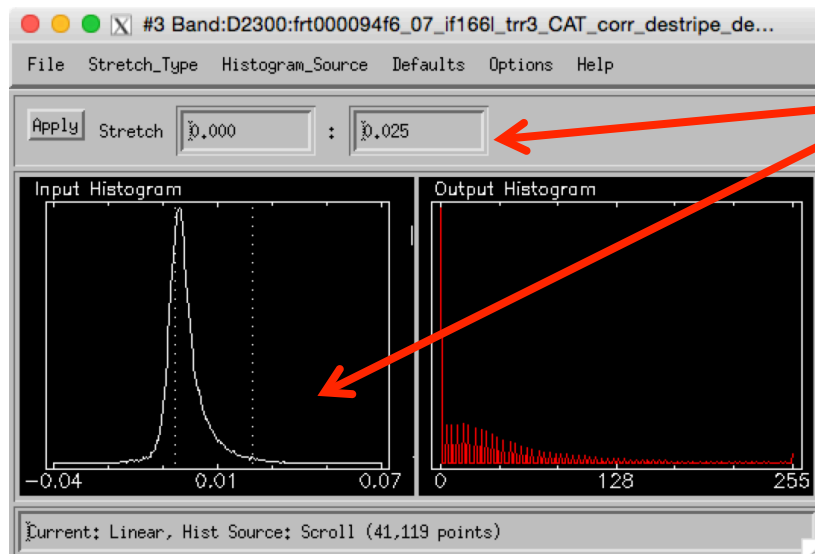 #3 Band:D2300:frt000094f6_07_if166l_trr3_CAT_corr_destripe_de...
File Stretch_Type Histogram_Source Defaults Options Help
Apply Stretch 0.000 : 0.025
Input Histogram Output Histogram
-0.04 0.01 0.07 0 128 255
Current: Linear, Hist Source: Scroll (41,119 points)